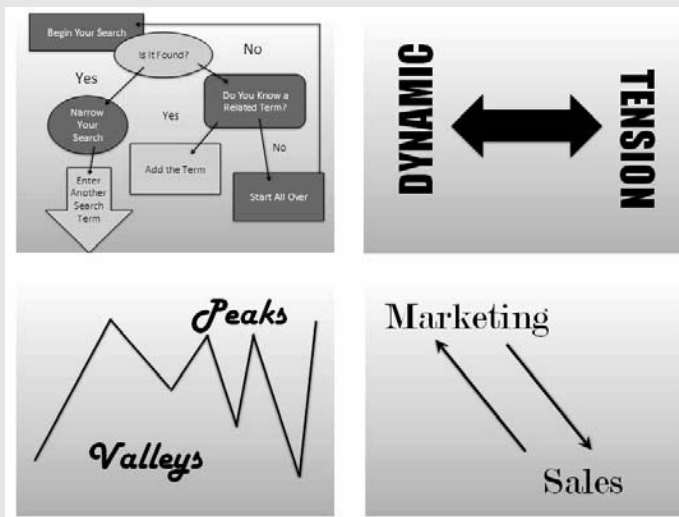 Begin Your Search
Is It Found?
No
Yes
Do You Know a
Related Term?
Narrow
Your
Search
Yes
No
Add the Term
Enter
Another
Search
Term
Start All Over
DYNAMIC
TENSION
Peaks
Valleys
Marketing
Sales